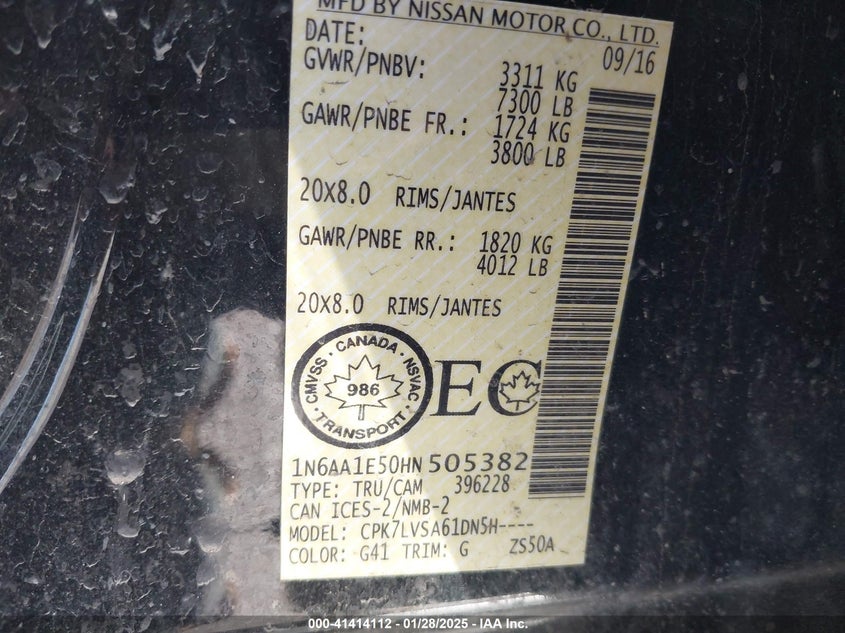 MFD BY NISSAN MOTOR CO., LTD.
DATE: 09/16
GVWR/PNBV: 3311 KG
7300 LB
GAWR/PNBE FR.: 1724 KG
3800 LB
20X8.0 RIMS/JANTES
GAWR/PNBE RR.: 1820 KG
4012 LB
20X8.0 RIMS/JANTES
CMVSS · CANADA · NSVAC · TRANSPORT ·
986
EC
1N6AA1E50HN505382
TYPE: TRU/CAM 396228
CAN ICES-2/NMB-2
MODEL: CPK7LVSA61DN5H----
COLOR: G41 TRIM: G ZS50A
000-41414112 - 01/28/2025 - IAA Inc.